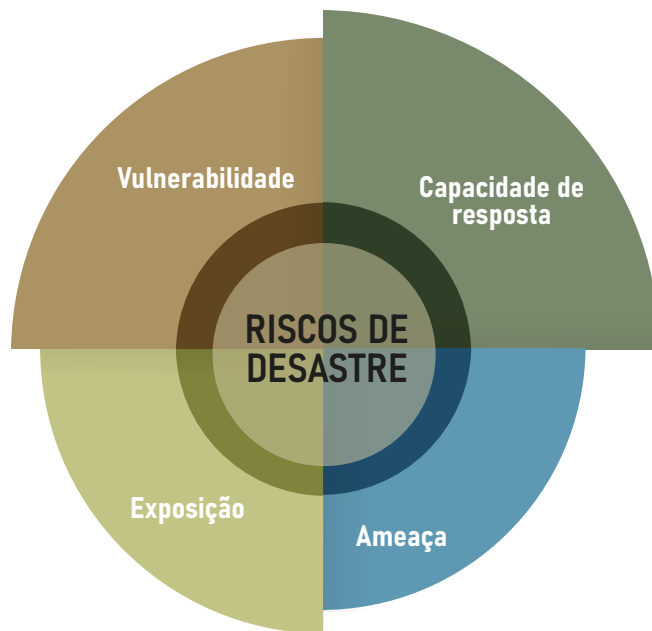 Vulnerabilidade
Capacidade de
resposta
RISCOS DE
DESASTRE
Exposição
Ameaça